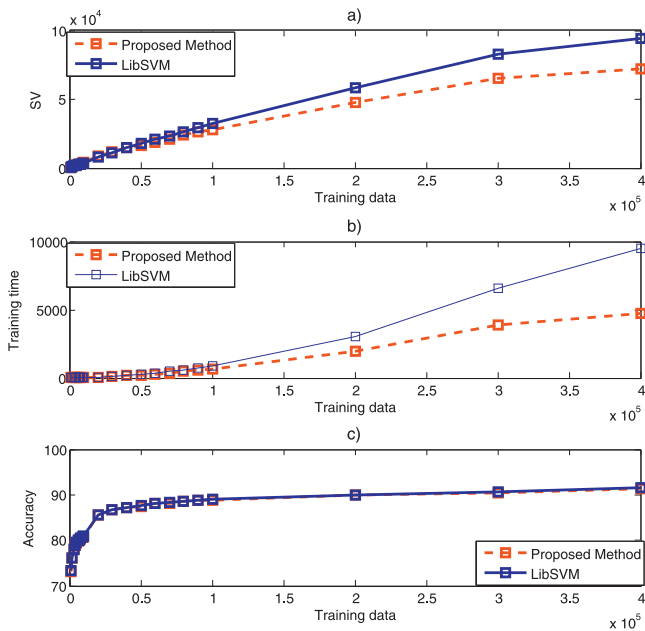 a)
x 10^4
10
5
0
SV
Proposed Method
LibSVM
0 0.5 1 1.5 2 2.5 3 3.5 4
Training data
x 10^5
b)
10000
5000
0
Training time
Proposed Method
LibSVM
0 0.5 1 1.5 2 2.5 3 3.5 4
Training data
x 10^5
c)
100
90
80
70
Accuracy
Proposed Method
LibSVM
0 0.5 1 1.5 2 2.5 3 3.5 4
Training data
x 10^5